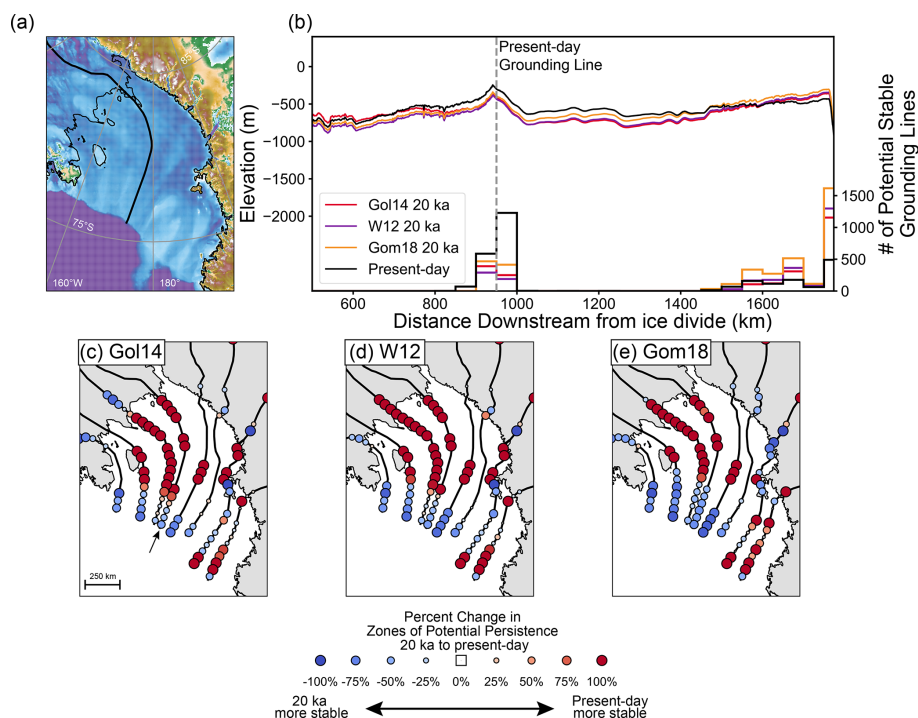 (a)
75°S
160°W
180°
85
(b)
Present-day
Grounding Line
Elevation (m)
0
−500
−1000
−1500
−2000
Gol14 20 ka
W12 20 ka
Gom18 20 ka
Present-day
1500
1000
500
0
# of Potential Stable
Grounding Lines
600
800
1000
1200
1400
1600
Distance Downstream from ice divide (km)
(c) Gol14
(d) W12
(e) Gom18
250 km
Percent Change in
Zones of Potential Persistence
20 ka to present-day
-100% -75% -50% -25% 0% 25% 50% 75% 100%
20 ka
more stable
Present-day
more stable